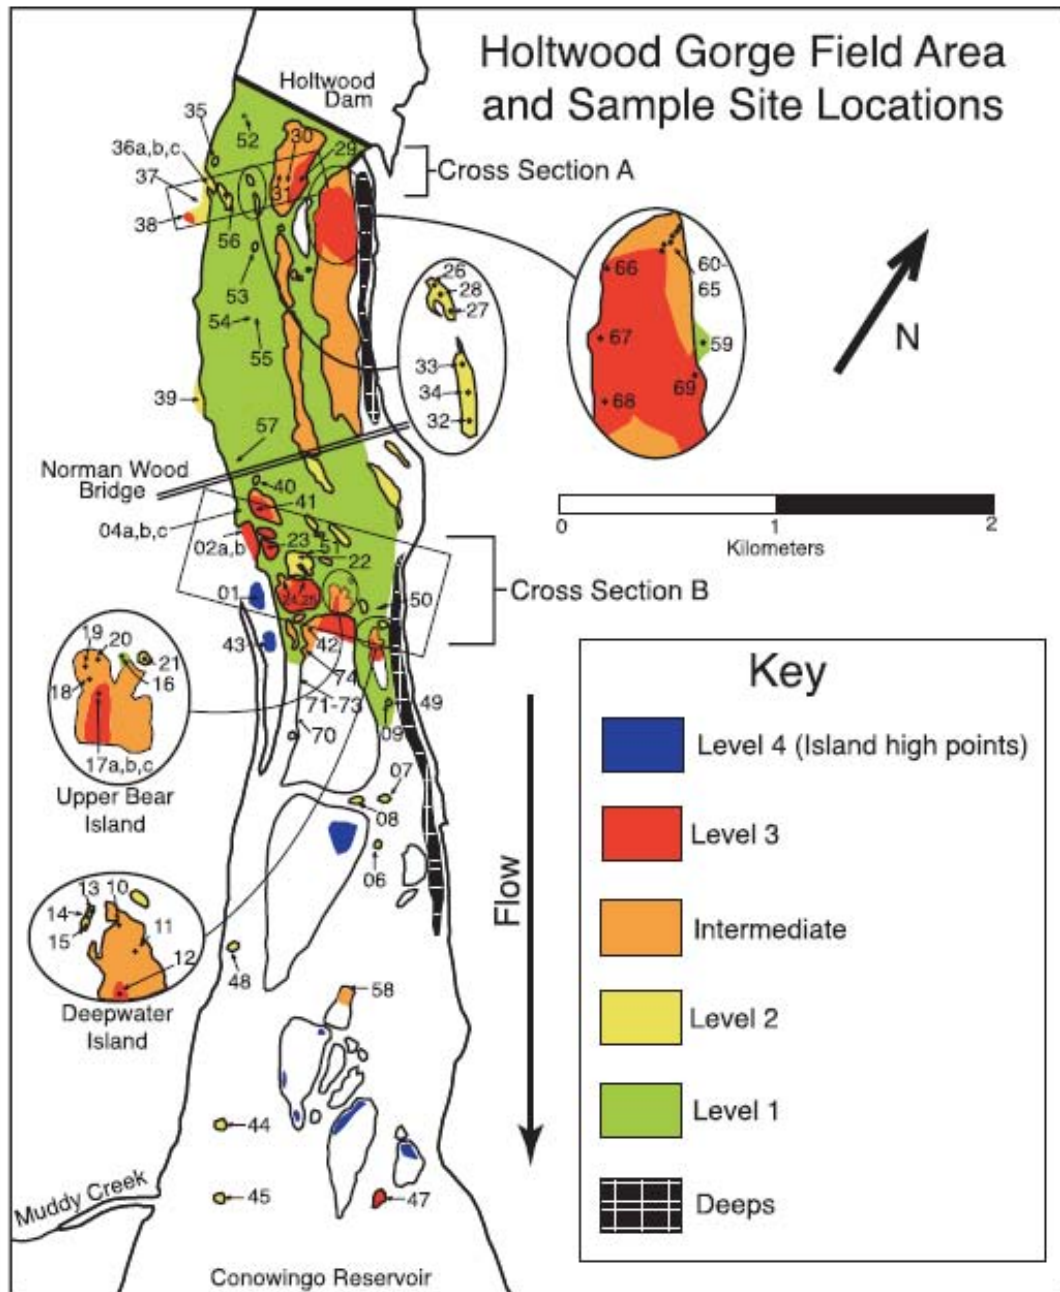 Holtwood Gorge Field Area
and Sample Site Locations
Holtwood
Dam
35
52
30
29
36a,b,c
37
31
Cross Section A
38
56
26
28
27
66
60-
65
53
54
55
67
59
N
33
34
32
69
68
39
57
Norman Wood
Bridge
40
41
04a,b,c
0
1
2
Kilometers
02a,b
23
51
22
Cross Section B
01
24,25
50
43
42
19
20
21
16
18
74
71-73
49
09
70
17a,b,c
Upper Bear
Island
07
08
06
13
10
14
11
15
12
Deepwater
Island
48
58
Flow
44
45
47
Muddy Creek
Conowingo Reservoir
Key
Level 4 (Island high points)
Level 3
Intermediate
Level 2
Level 1
Deeps